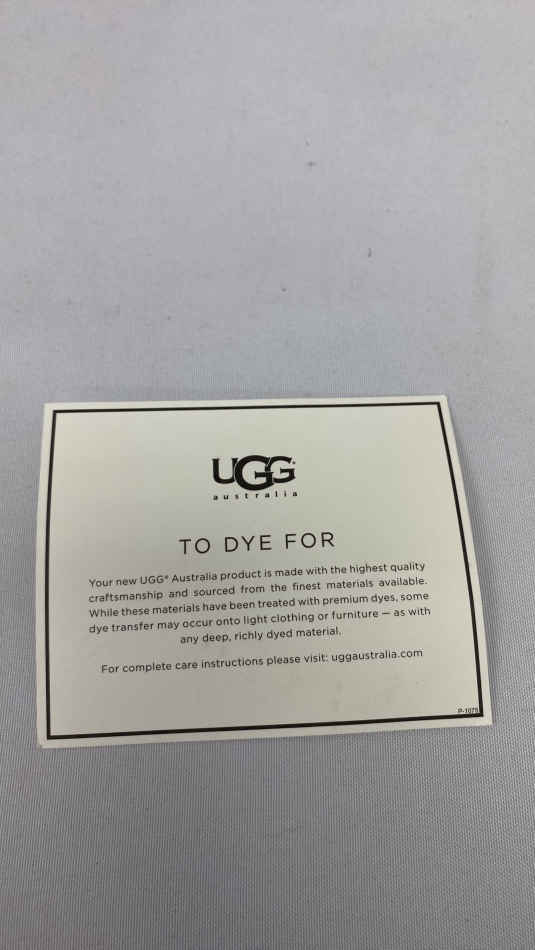 UGG®
australia
TO DYE FOR
Your new UGG® Australia product is made with the highest quality
craftsmanship and sourced from the finest materials available.
While these materials have been treated with premium dyes, some
dye transfer may occur onto light clothing or furniture — as with
any deep, richly dyed material.
For complete care instructions please visit: uggaustralia.com
P-1075